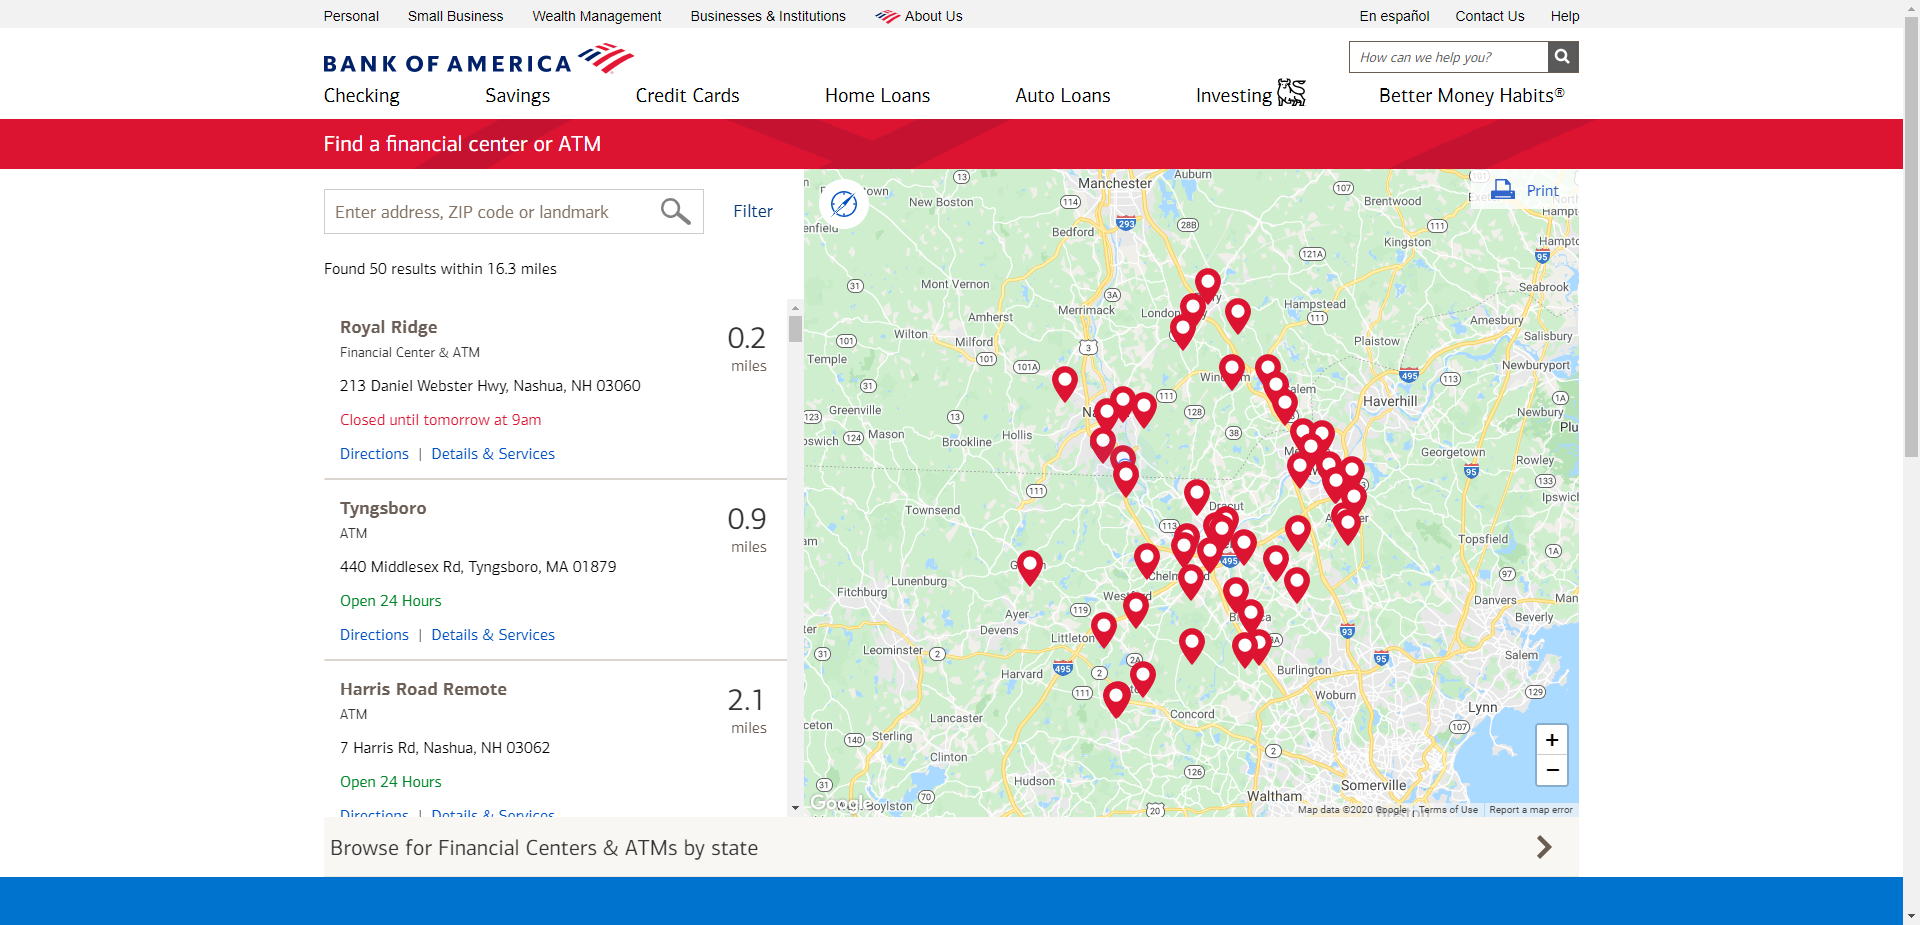 Personal
Small Business
Wealth Management
Businesses & Institutions
About Us
En español
Contact Us
Help
BANK OF AMERICA
How can we help you?
Checking
Savings
Credit Cards
Home Loans
Auto Loans
Investing
Better Money Habits®
Find a financial center or ATM
Enter address, ZIP code or landmark
Filter
Found 50 results within 16.3 miles
Royal Ridge
0.2
Financial Center & ATM
miles
213 Daniel Webster Hwy, Nashua, NH 03060
Closed until tomorrow at 9am
Directions | Details & Services
Tyngsboro
0.9
ATM
miles
440 Middlesex Rd, Tyngsboro, MA 01879
Open 24 Hours
Directions | Details & Services
Harris Road Remote
2.1
ATM
miles
7 Harris Rd, Nashua, NH 03062
Open 24 Hours
Directions | Details & Services
Print
Manchester
Auburn
New Boston
Brentwood
Bedford
Kingston
Mont Vernon
Seabrook
Merrimack
Hampstead
Amherst
Amesbury
Wilton
Milford
Salisbury
Plaistow
Temple
Newburyport
Greenville
Haverhill
Newbury
Mason
Hollis
Brookline
Georgetown
Rowley
Townsend
Dracut
Topsfield
Lunenburg
Fitchburg
Ayer
Devens
Danvers
Beverly
Littleton
Leominster
Salem
Harvard
Burlington
Woburn
Lynn
Lancaster
Concord
Sterling
Clinton
Hudson
Somerville
Waltham
Boylston
Google
Map data ©2020 Google
Terms of Use
Report a map error
+
−
Browse for Financial Centers & ATMs by state